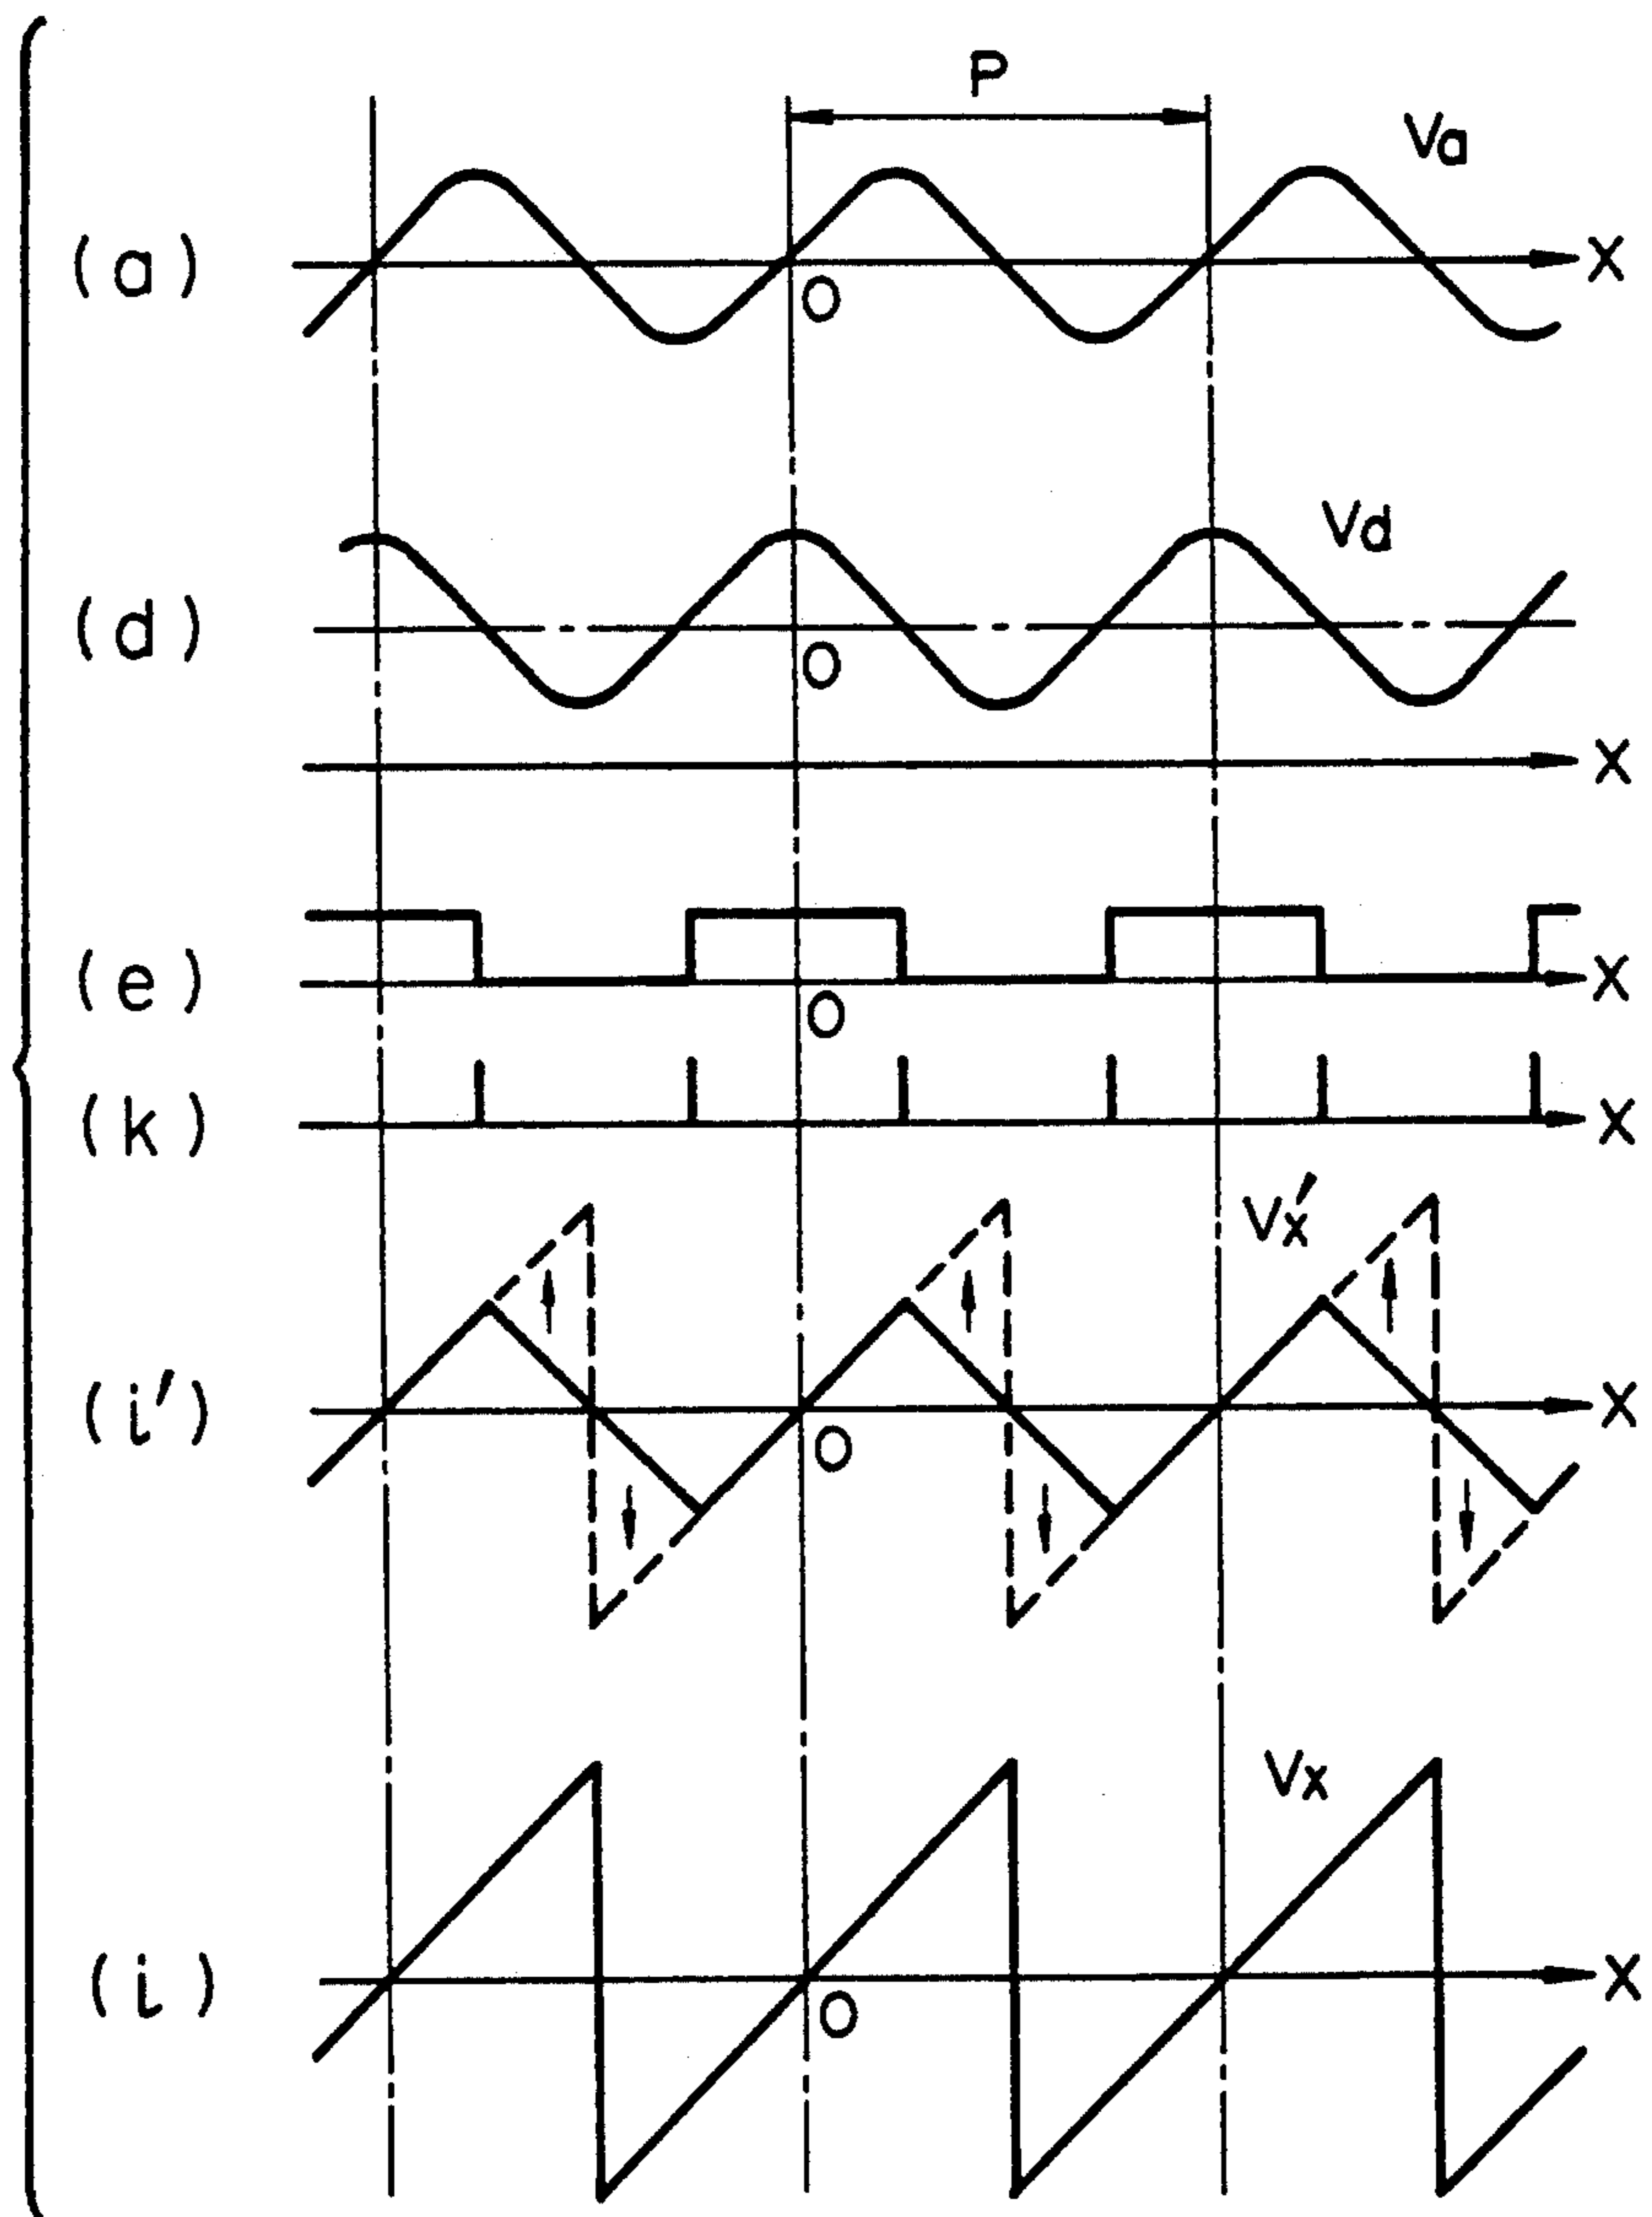 P
Va
(a)
X
O
Vd
(d)
O
X
(e)
X
O
(k)
X
Vx′
(i′)
X
O
Vx
(i)
X
O